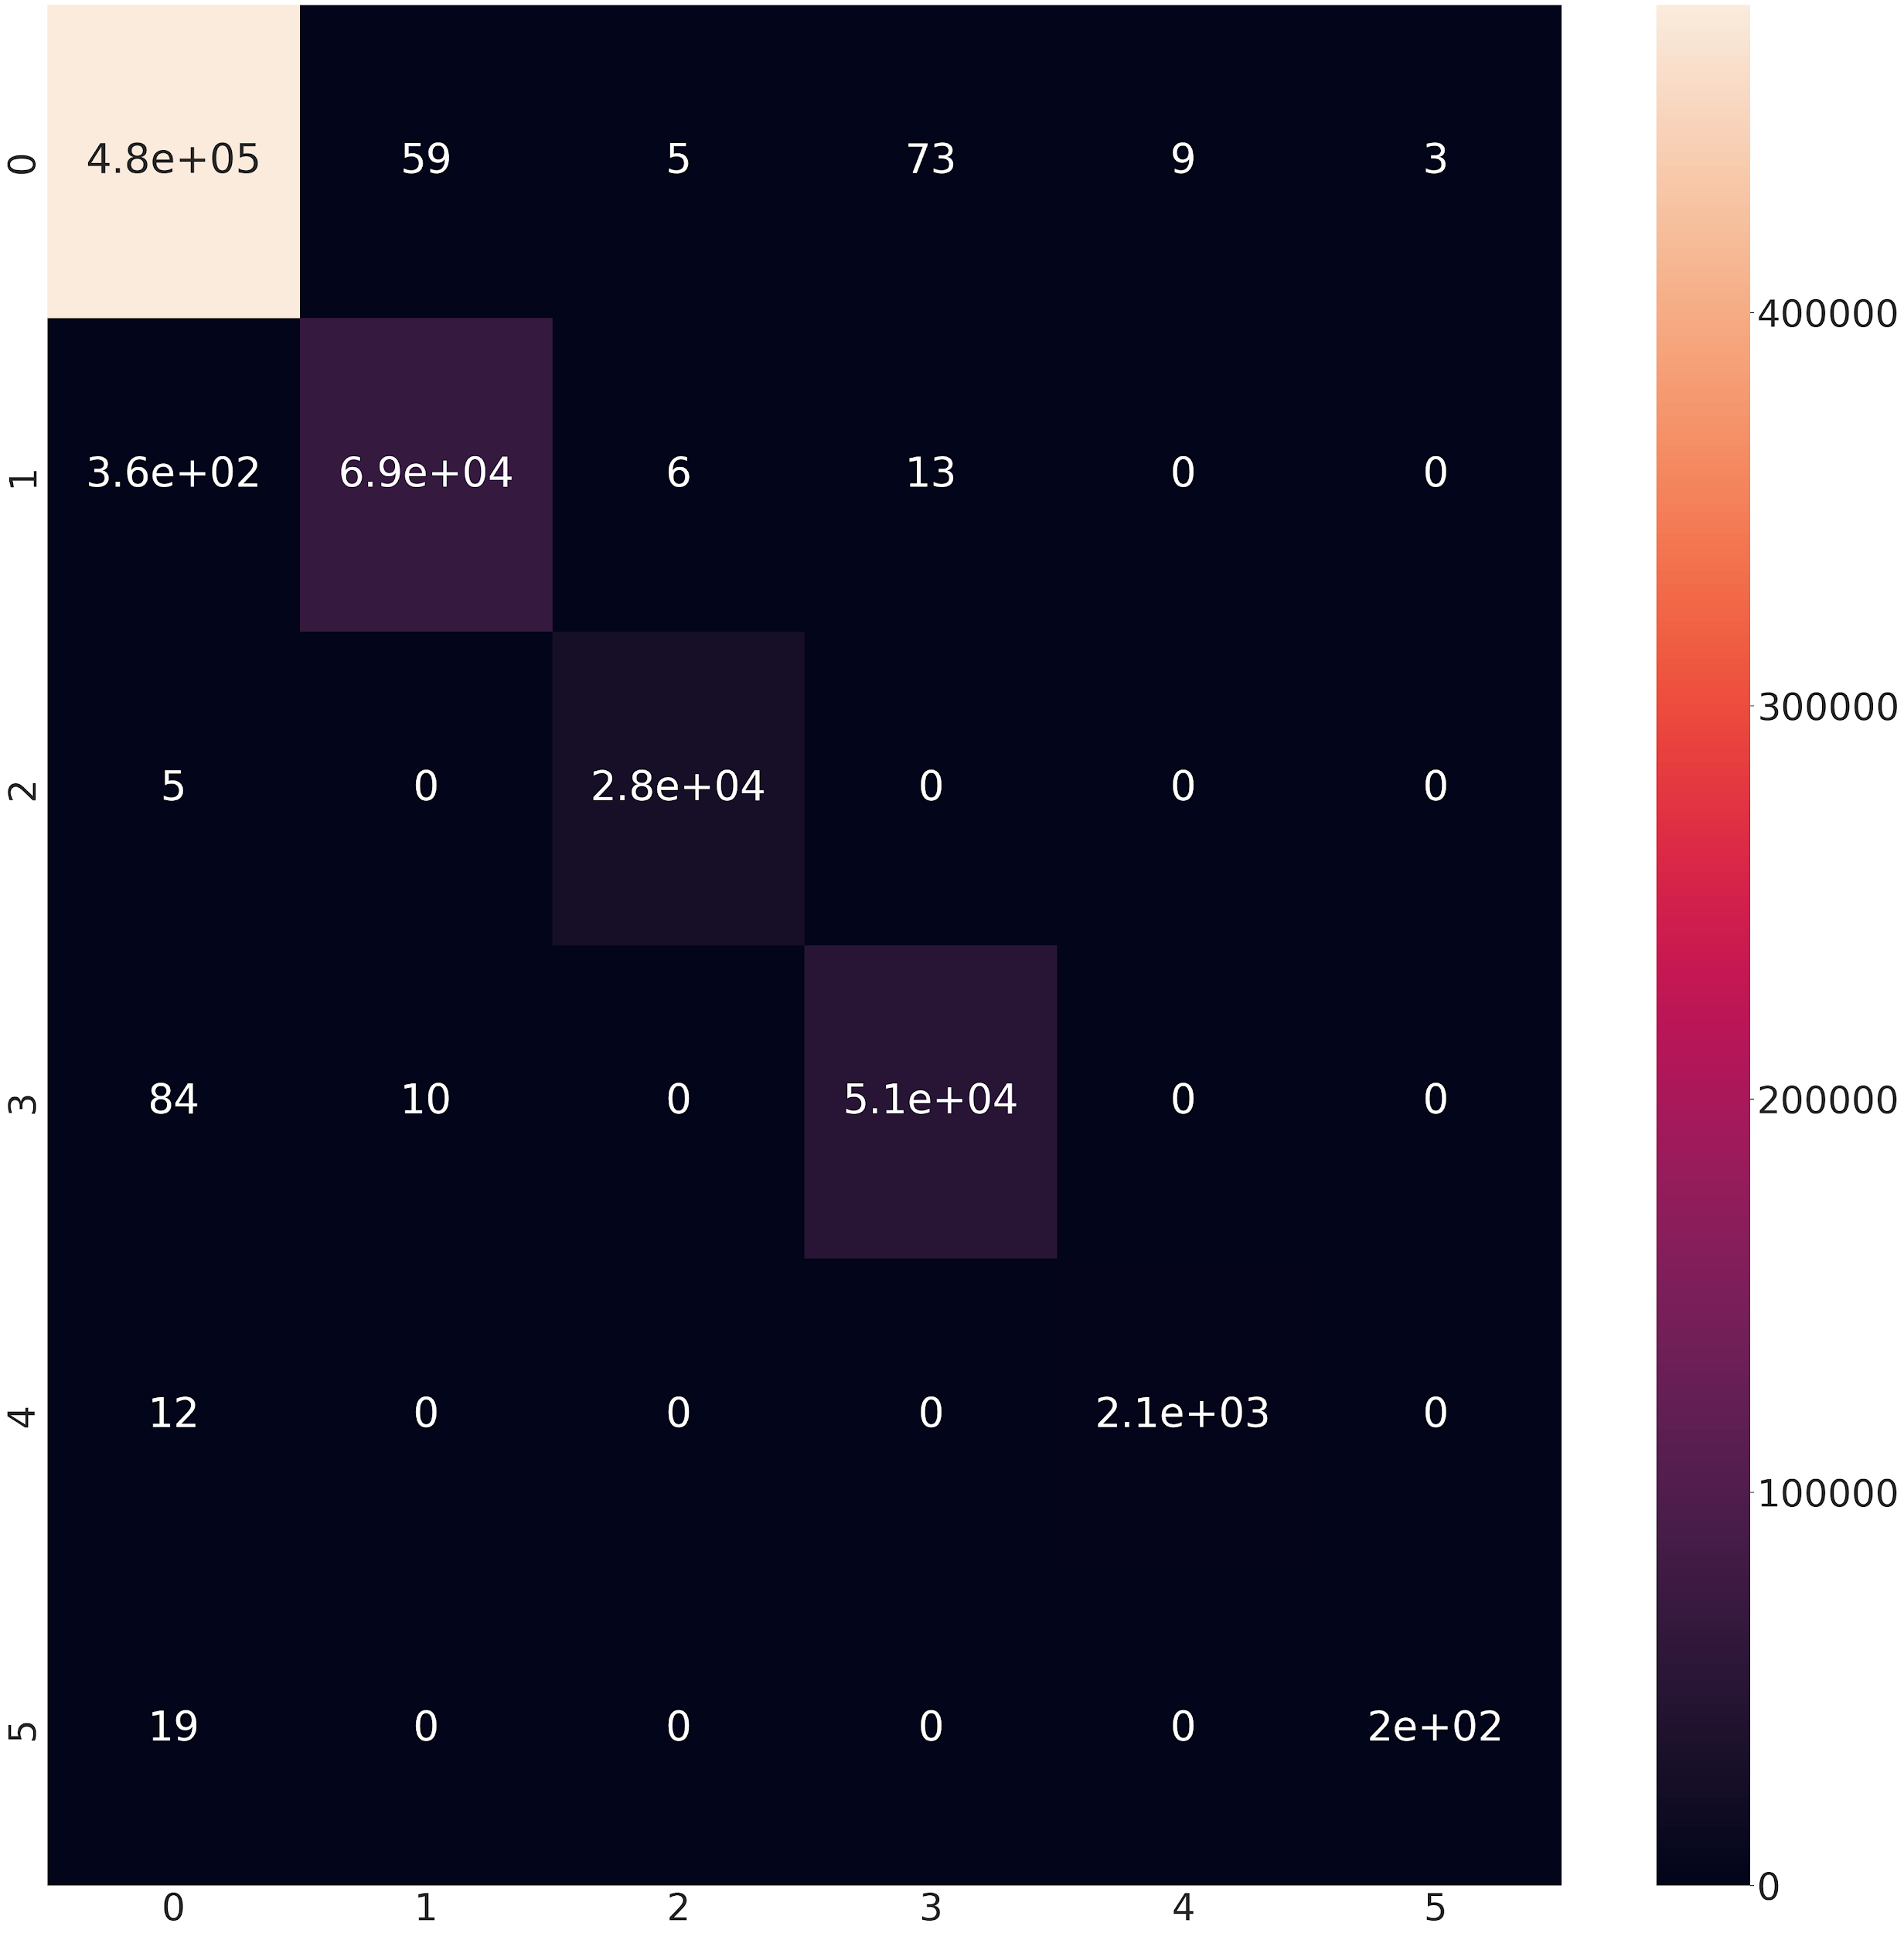 0 4.8e+05 59 5 73 9 3
1 3.6e+02 6.9e+04 6 13 0 0
2 5 0 2.8e+04 0 0 0
3 84 10 0 5.1e+04 0 0
4 12 0 0 0 2.1e+03 0
5 19 0 0 0 0 2e+02
0 1 2 3 4 5
400000
300000
200000
100000
0